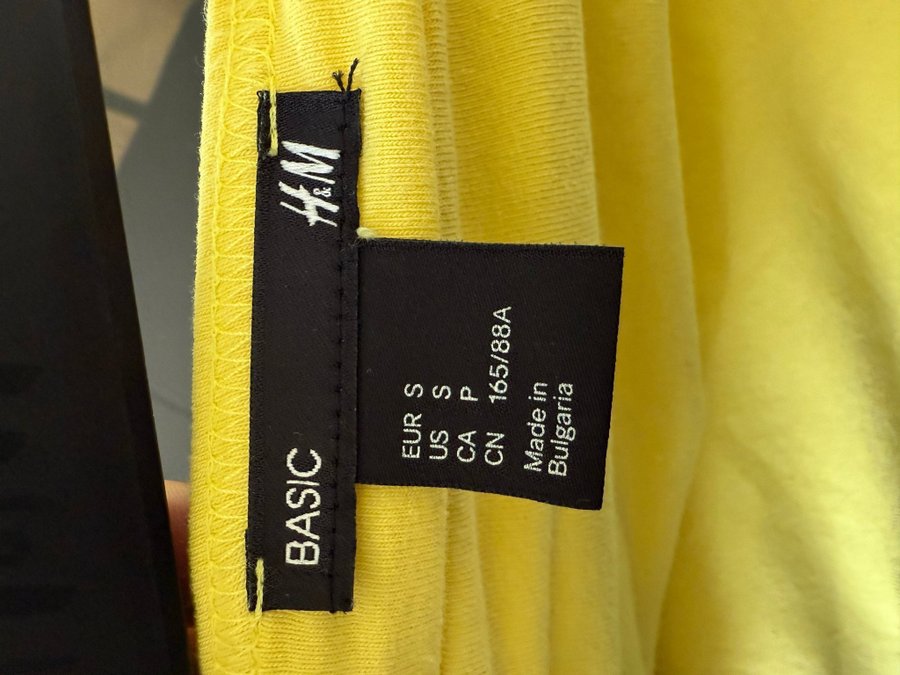 BASIC H&M
EUR S
US S
CA P
CN 165/88A
Made in
Bulgaria